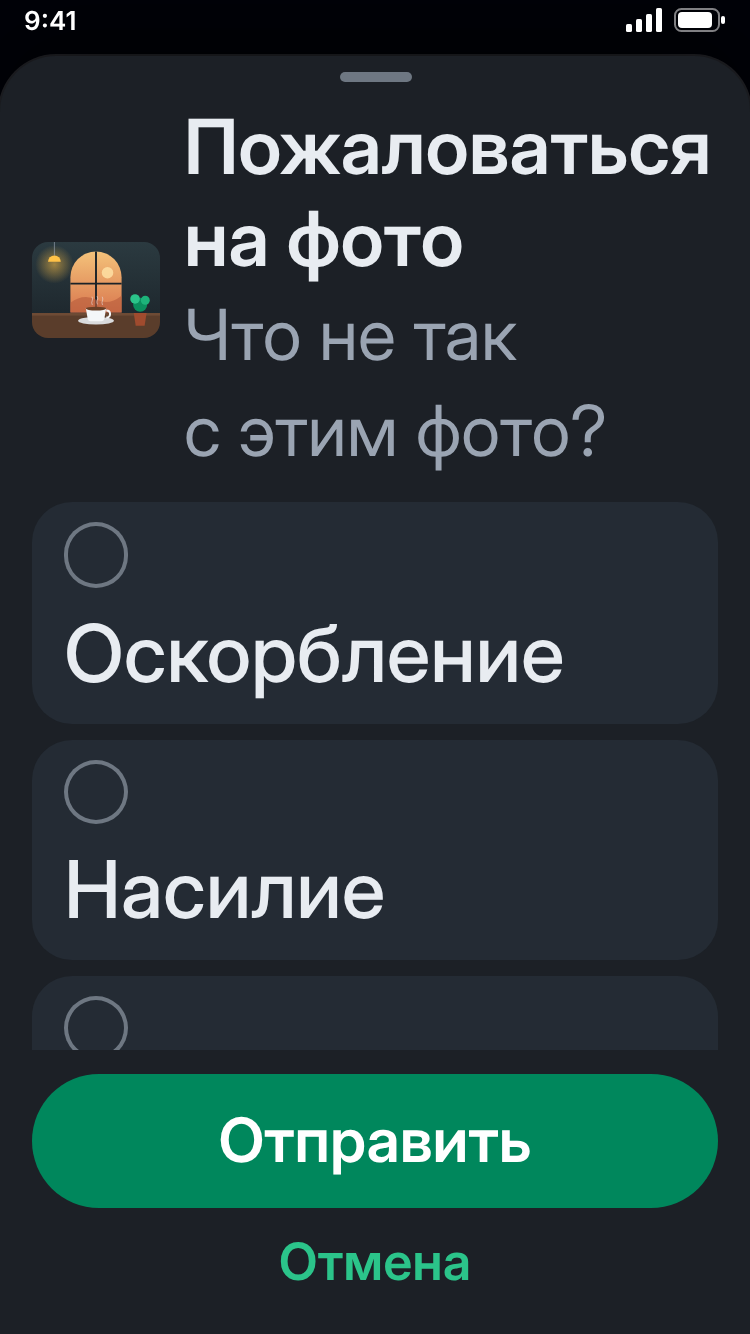 9:41
Пожаловаться
на фото
Что не так
с этим фото?
Оскорбление
Насилие
Отправить
Отмена